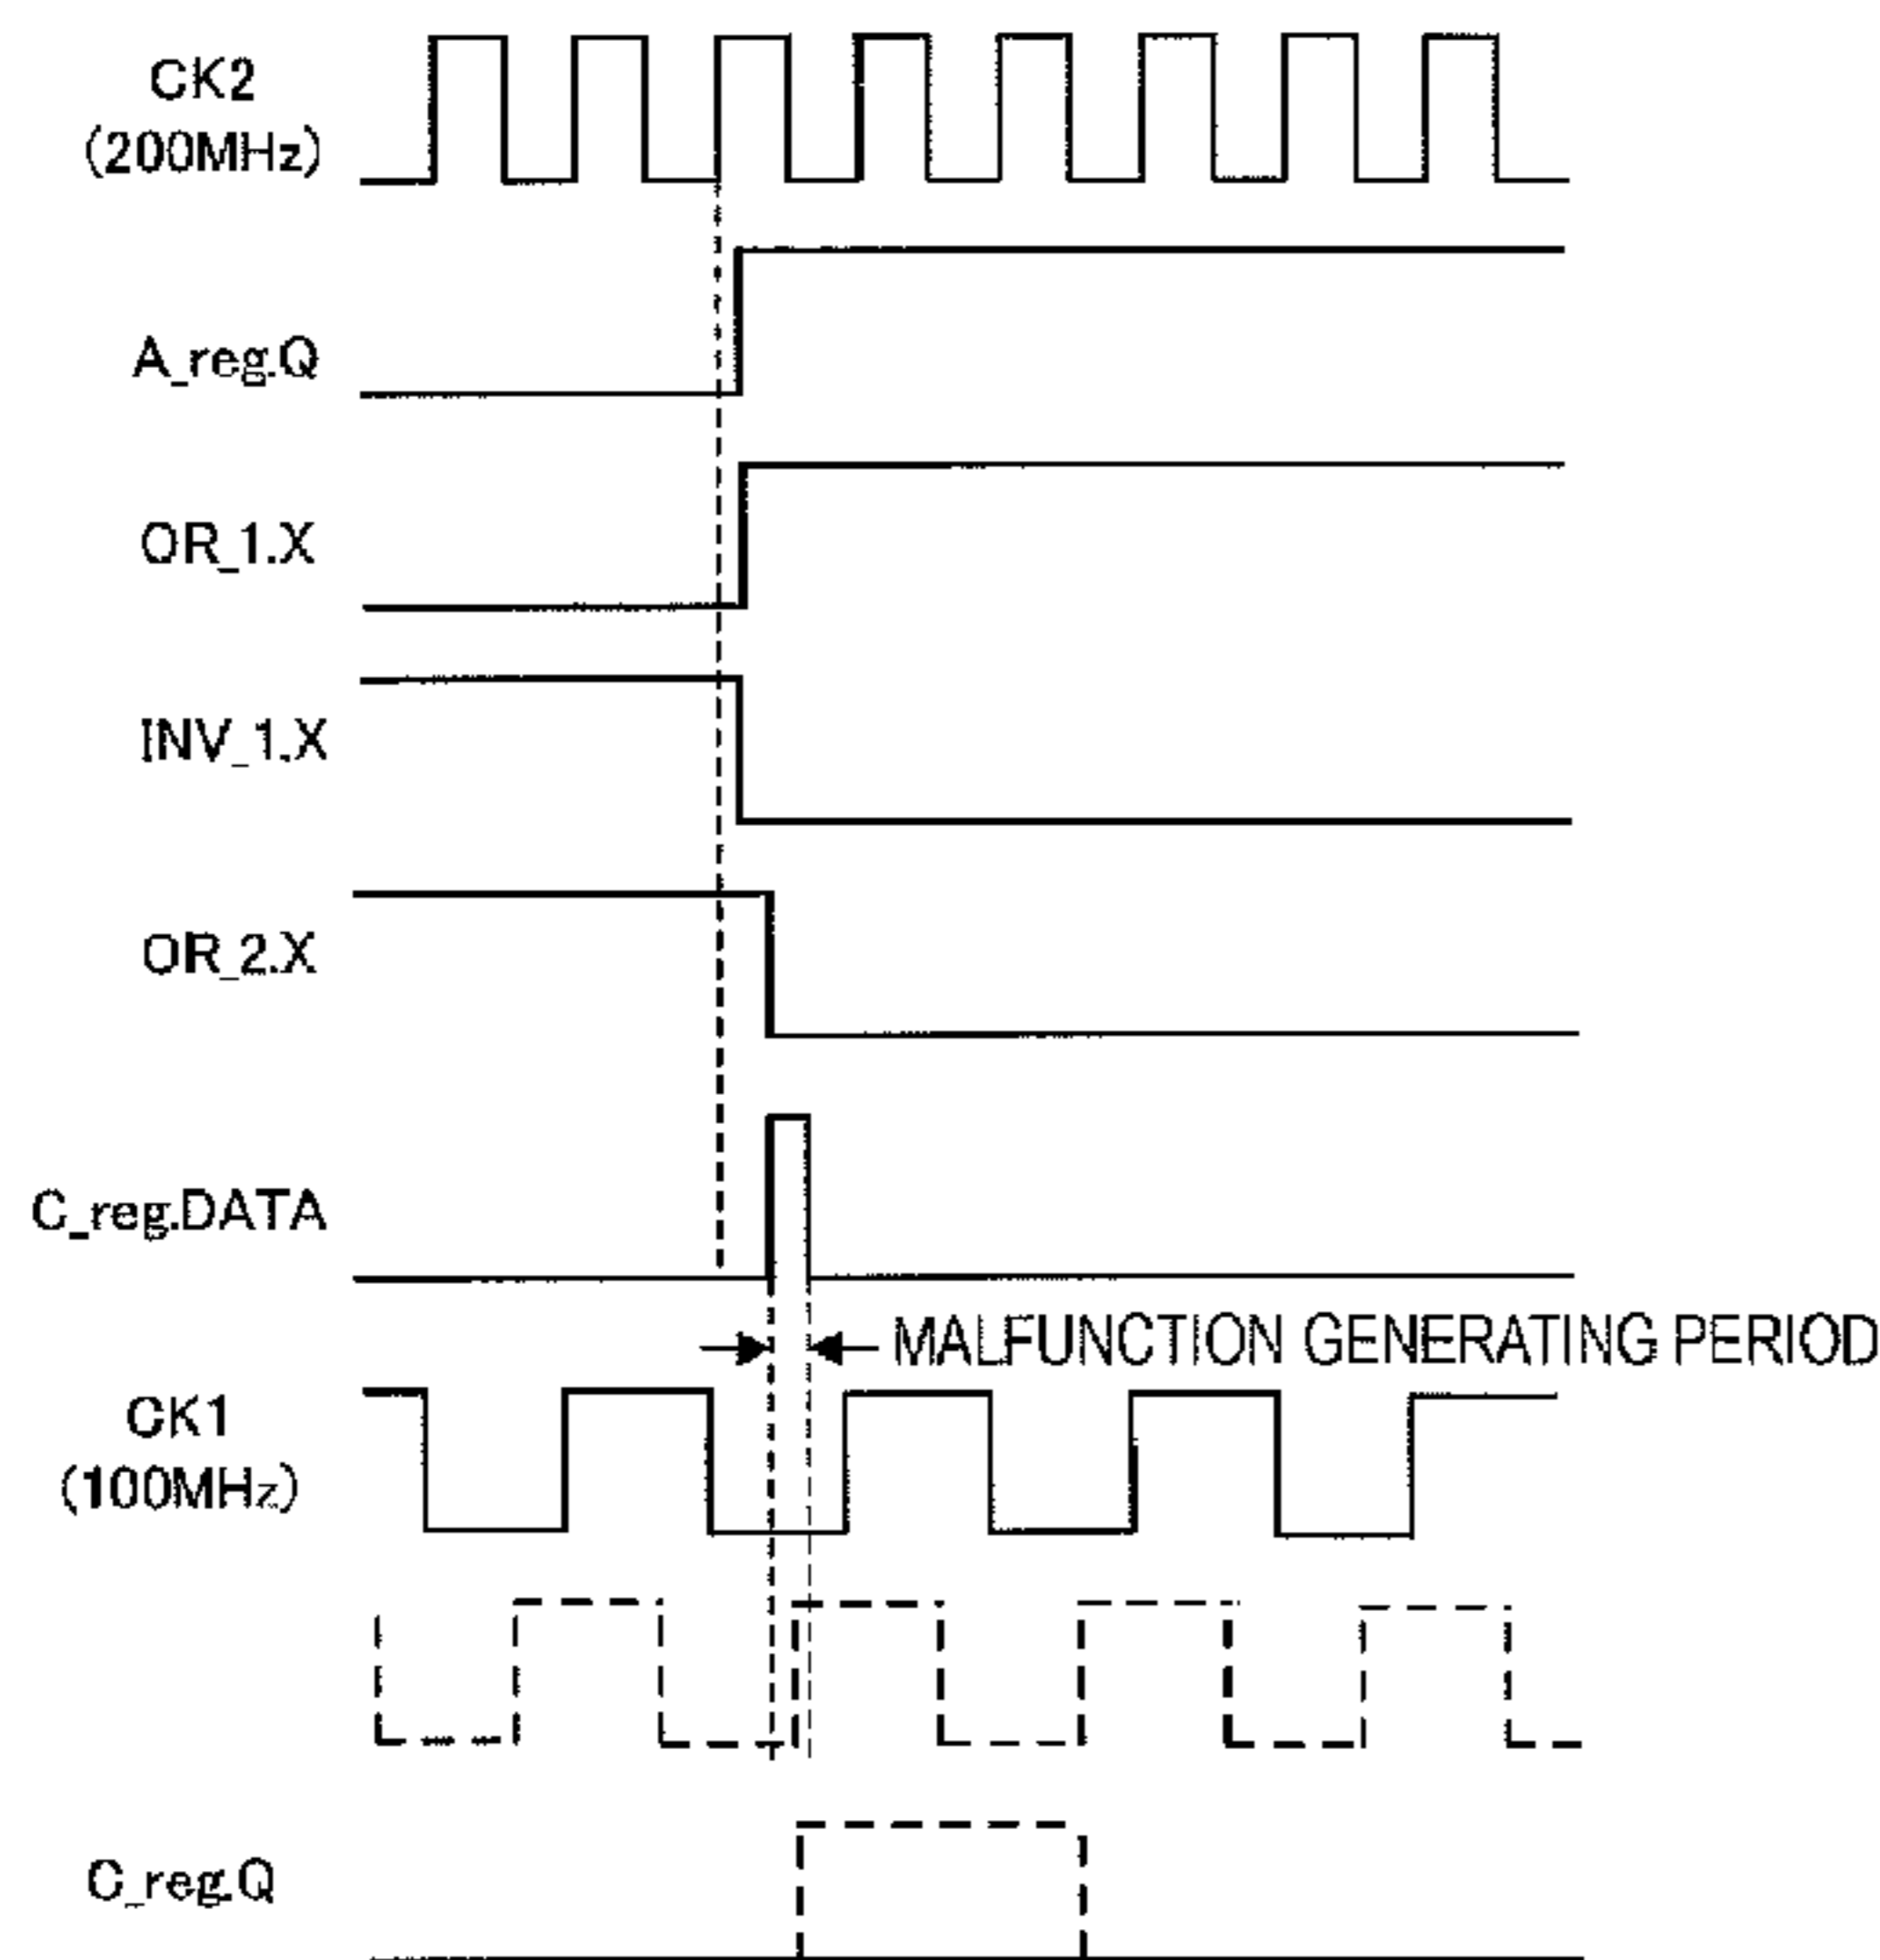 CK2
(200MHz)
A_reg.Q
OR_1.X
INV_1.X
OR_2.X
C_reg.DATA
MALFUNCTION GENERATING PERIOD
CK1
(100MHz)
C_reg.Q